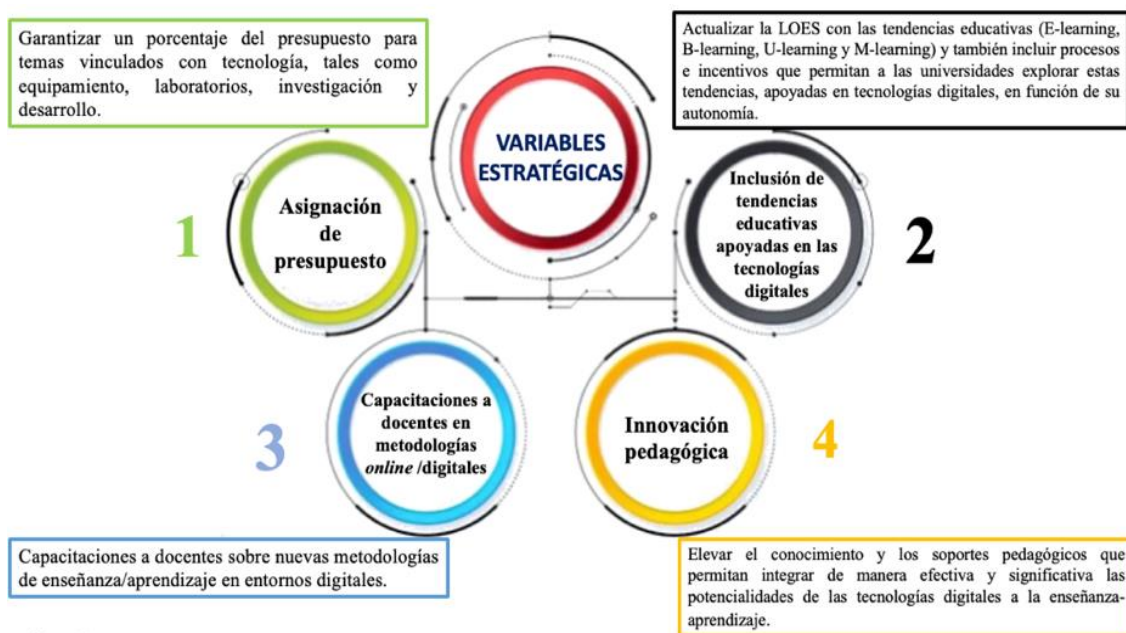 Garantizar un porcentaje del presupuesto para
temas vinculados con tecnología, tales como
equipamiento, laboratorios, investigación y
desarrollo.
Actualizar la LOES con las tendencias educativas (E-learning,
B-learning, U-learning y M-learning) y también incluir procesos
e incentivos que permitan a las universidades explorar estas
tendencias, apoyadas en tecnologías digitales, en función de su
autonomía.
VARIABLES
ESTRATÉGICAS
1
Asignación
de
presupuesto
Inclusión de
tendencias
educativas
apoyadas en las
tecnologías
digitales
2
3
Capacitaciones a
docentes en
metodologías
online /digitales
Innovación
pedagógica
4
Capacitaciones a docentes sobre nuevas metodologías
de enseñanza/aprendizaje en entornos digitales.
Elevar el conocimiento y los soportes pedagógicos que
permitan integrar de manera efectiva y significativa las
potencialidades de las tecnologías digitales a la enseñanza-
aprendizaje.